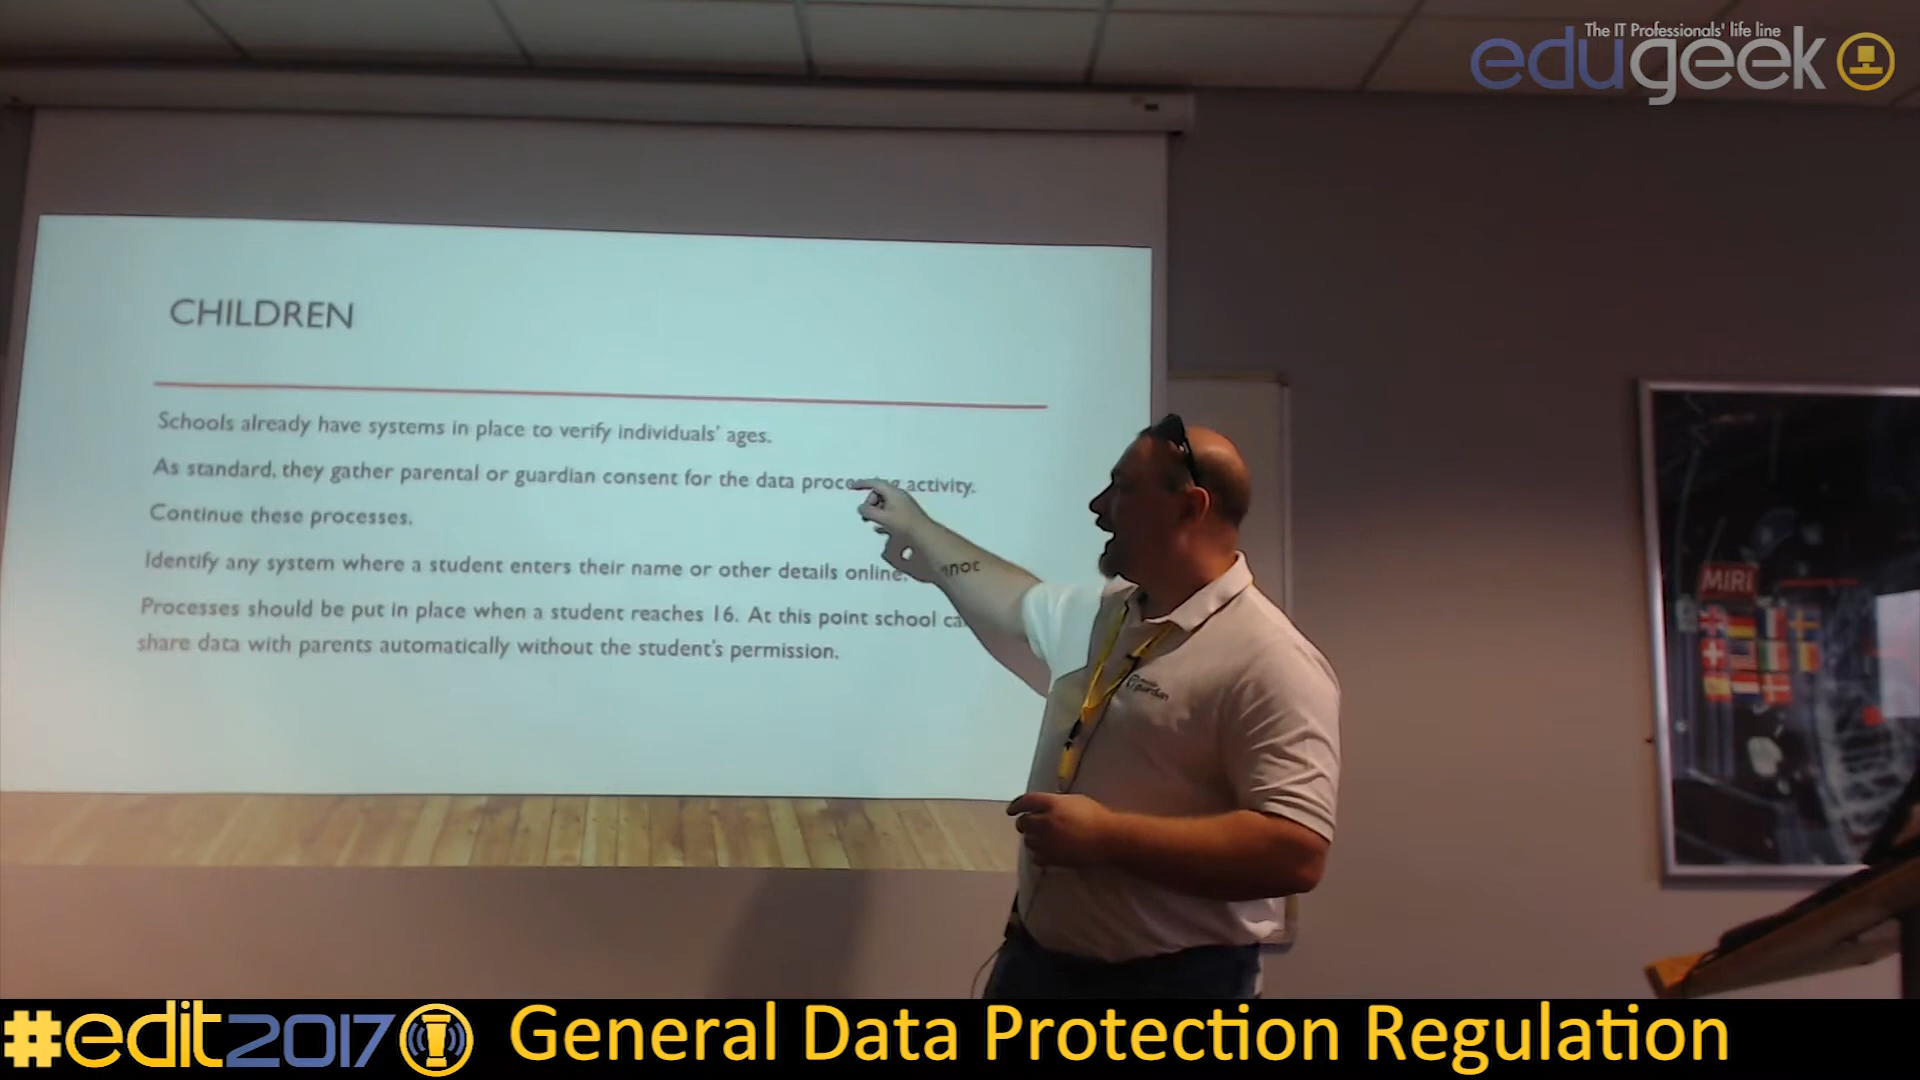 The IT Professionals' life line
edugeek
CHILDREN
Schools already have systems in place to verify individuals' ages.
As standard, they gather parental or guardian consent for the data processing activity.
Continue these processes.
Identify any system where a student enters their name or other details online.
Processes should be put in place when a student reaches 16. At this point school cannot
share data with parents automatically without the student's permission.
guardian
MIRI
#edit2017 General Data Protection Regulation